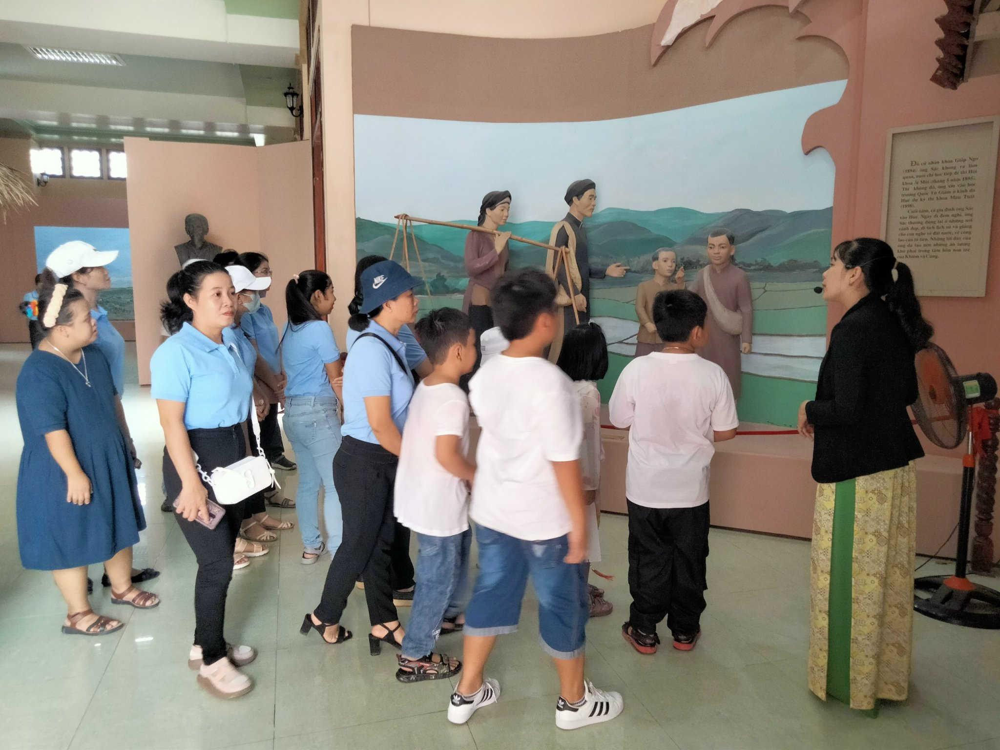 NIKE
Đã cử nhân khoa Giáp Ngọ
(1894) ông Sắc không ra làm
quan, nuôi chí học tiếp để thi Hội
khoa Ất Mùi (tháng 5 năm 1895).
Thi không đỗ, ông xin vào học
trường Quốc Tử Giám ở kinh đô
Huế dự kỳ thi khoa Mậu Tuất
(1898).
Cuối năm, cả gia đình ông Sắc
vào Huế. Ngày đi đêm nghỉ, ông
Sắc thường dừng lại ở những nơi
cảnh đẹp, di tích lịch sử và giảng
cho con nghe về đất nước, về công
lao của tổ tiên. Những lời dạy của
ông đã tạo nên những ấn tượng
khó phai trong tâm hồn non trẻ
của Khiêm và Cung.